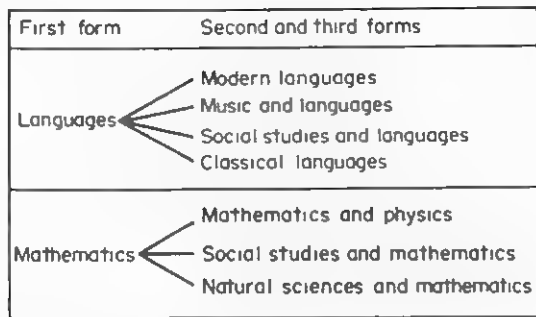 First form Second and third forms
Modern languages
Music and languages
Languages
Social studies and languages
Classical languages
Mathematics and physics
Mathematics Social studies and mathematics
Natural sciences and mathematics